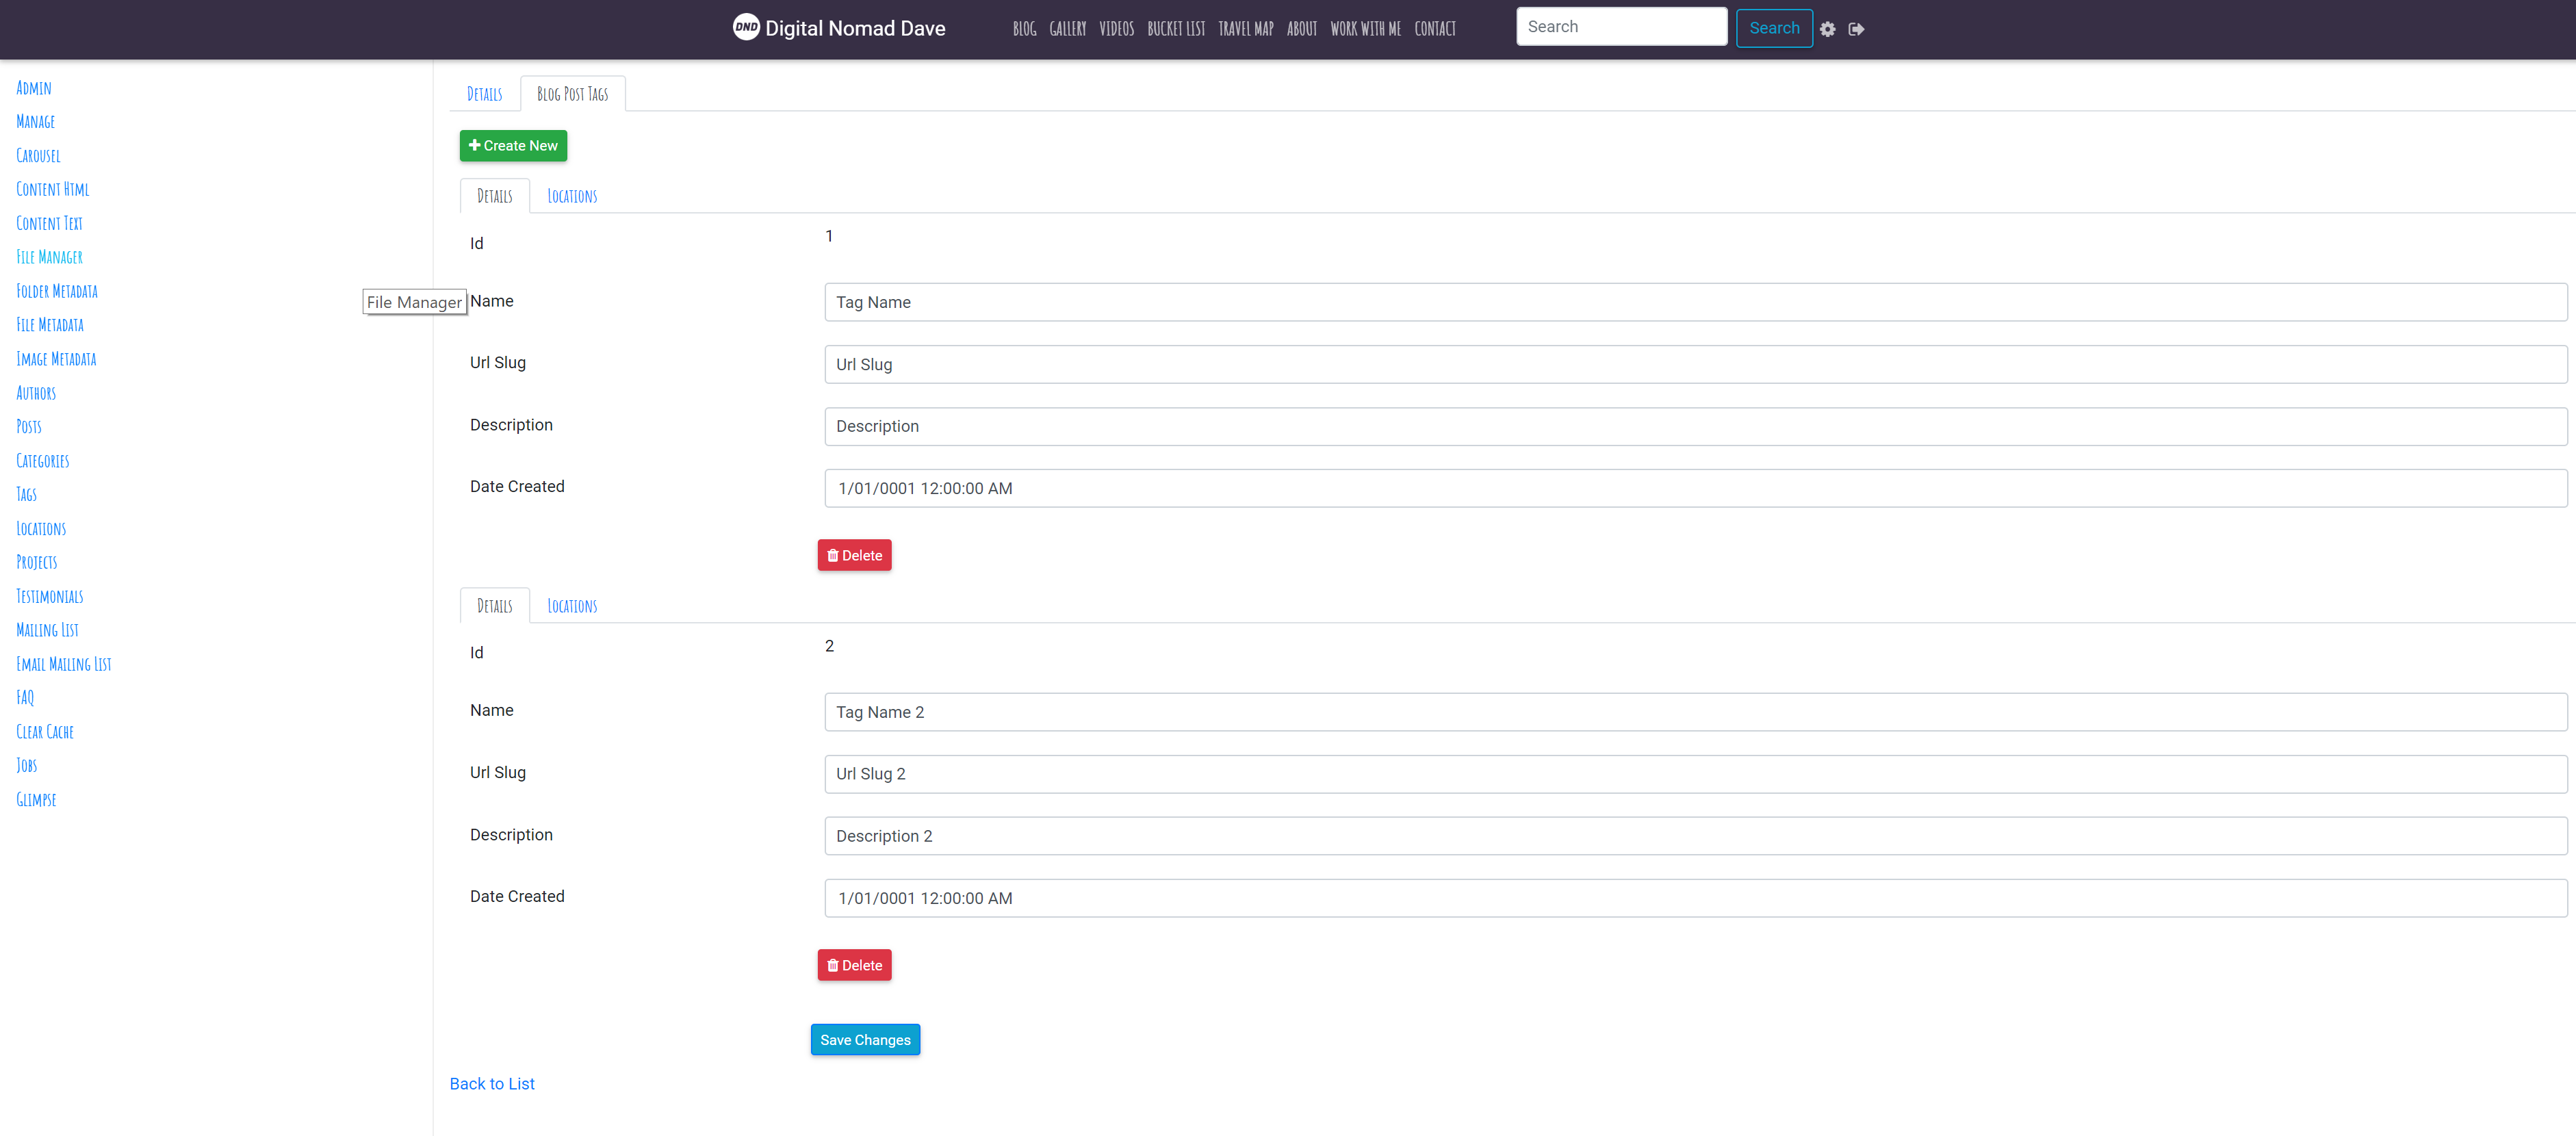 DND Digital Nomad Dave BLOG GALLERY VIDEOS BUCKET LIST TRAVEL MAP ABOUT WORK WITH ME CONTACT Search Search
Admin
Manage
Carousel
Content Html
Content Text
File Manager
Folder Metadata
File Metadata
Image Metadata
Authors
Posts
Categories
Tags
Locations
Projects
Testimonials
Mailing List
Email Mailing List
FAQ
Clear Cache
Jobs
Glimpse
File Manager
Details Blog Post Tags
Create New
Details Locations
Id 1
Name Tag Name
Url Slug Url Slug
Description Description
Date Created 1/01/0001 12:00:00 AM
Delete
Details Locations
Id 2
Name Tag Name 2
Url Slug Url Slug 2
Description Description 2
Date Created 1/01/0001 12:00:00 AM
Delete
Save Changes
Back to List